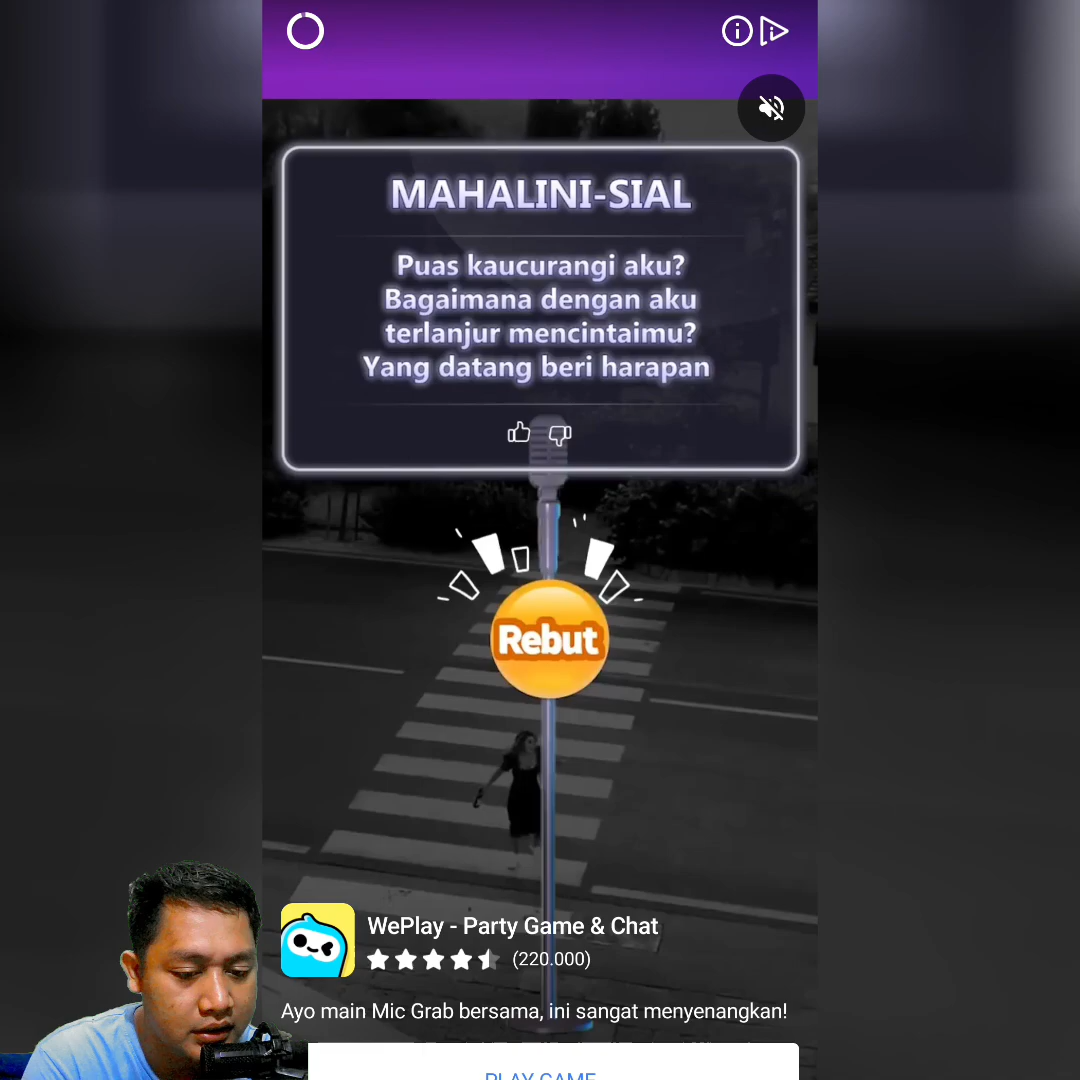 MAHALINI-SIAL
Puas kaucurangi aku?
Bagaimana dengan aku
terlanjur mencintaimu?
Yang datang beri harapan
Rebut
WePlay - Party Game & Chat
(220.000)
Ayo main Mic Grab bersama, ini sangat menyenangkan!
PLAY GAME